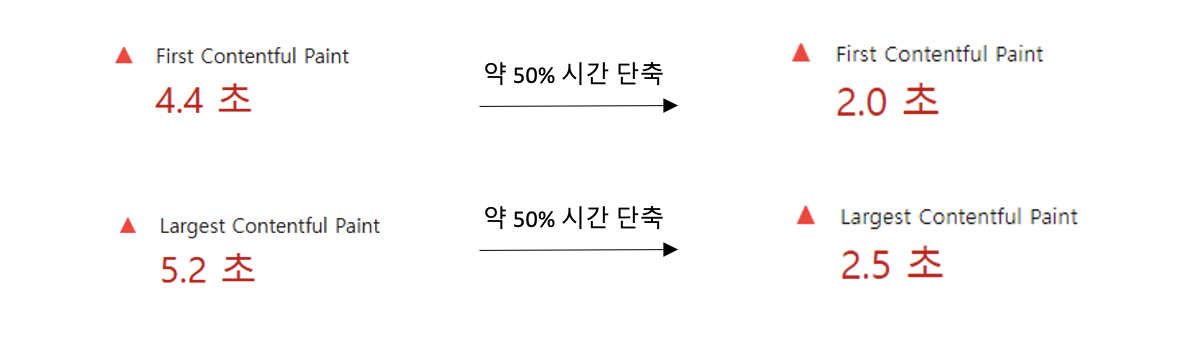 First Contentful Paint
4.4 초
약 50% 시간 단축
First Contentful Paint
2.0 초
Largest Contentful Paint
5.2 초
약 50% 시간 단축
Largest Contentful Paint
2.5 초